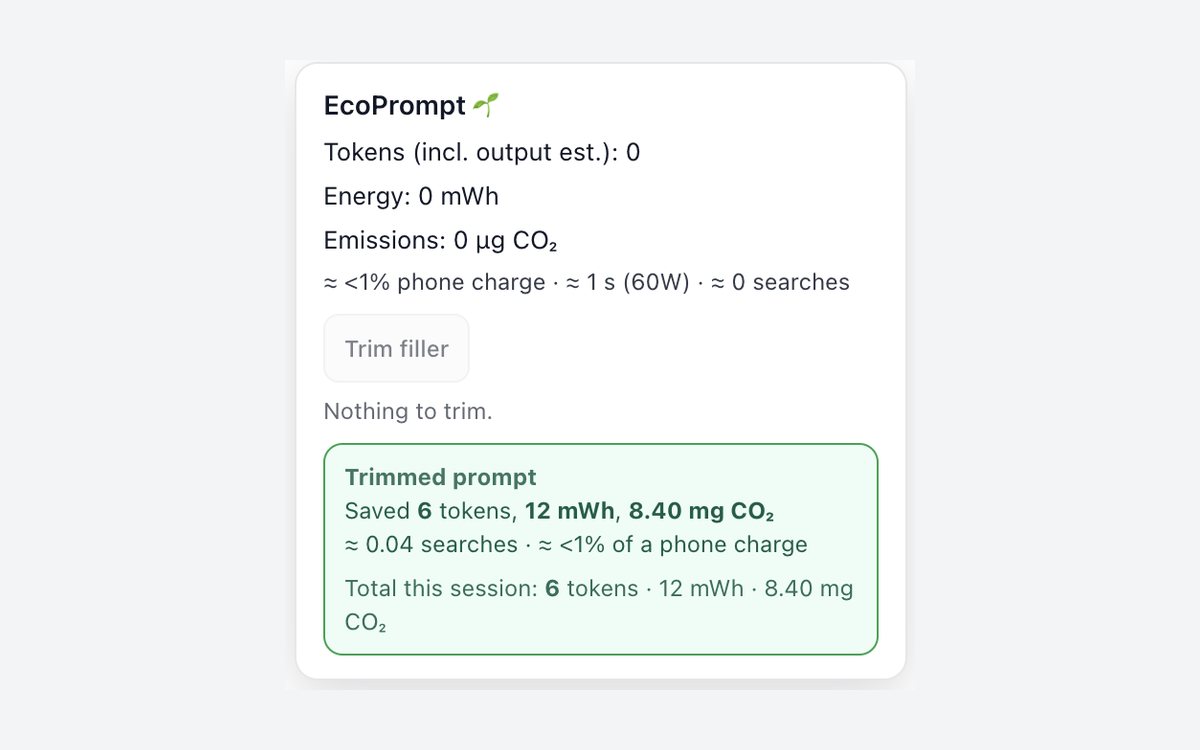 EcoPrompt 🌱
Tokens (incl. output est.): 0
Energy: 0 mWh
Emissions: 0 µg CO₂
≈ <1% phone charge · ≈ 1 s (60W) · ≈ 0 searches
Trim filler
Nothing to trim.
Trimmed prompt
Saved 6 tokens, 12 mWh, 8.40 mg CO₂
≈ 0.04 searches · ≈ <1% of a phone charge
Total this session: 6 tokens · 12 mWh · 8.40 mg
CO₂